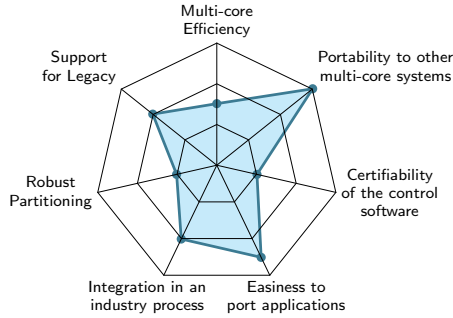 Multi-core
Efficiency
Support
for Legacy
Portability to other
multi-core systems
Robust
Partitioning
Certifiability
of the control
software
Integration in an
industry process
Easiness to
port applications